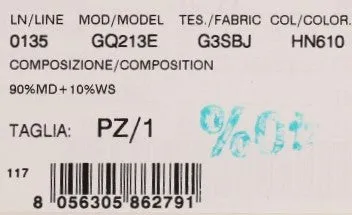 LN/LINE MOD/MODEL TES./FABRIC COL/COLOR.
0135 GQ213E G3SBJ HN610
COMPOSIZIONE/COMPOSITION
90%MD+10%WS
TAGLIA: PZ/1
117
8 056305 862791